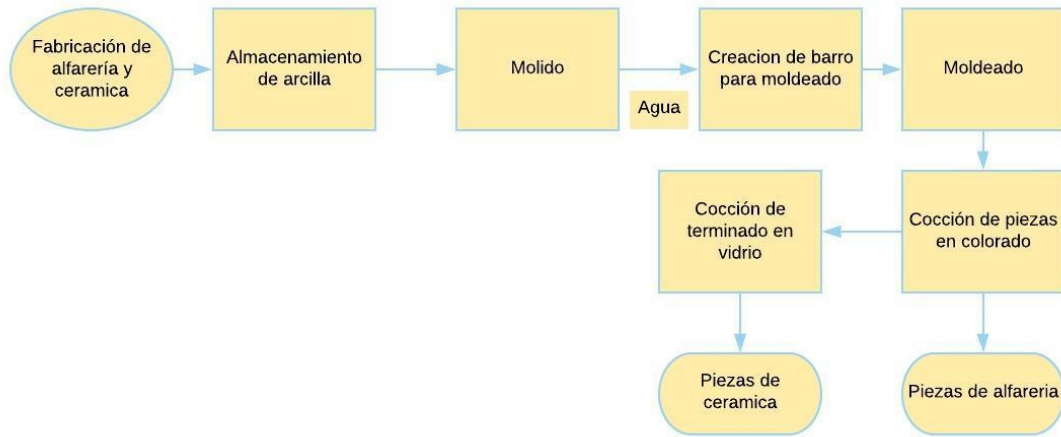 Fabricación de
alfarería y
ceramica
Almacenamiento
de arcilla
Molido
Agua
Creacion de barro
para moldeado
Moldeado
Cocción de piezas
en colorado
Cocción de
terminado en
vidrio
Piezas de
ceramica
Piezas de alfareria